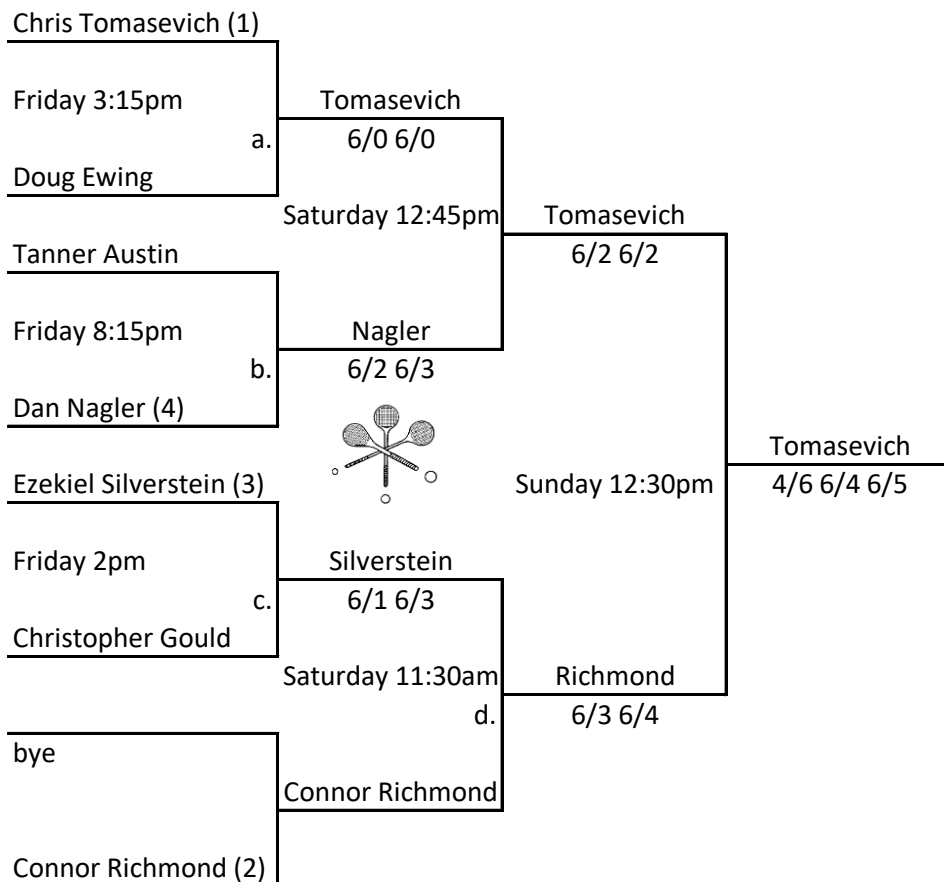 Chris Tomasevich (1)
Friday 3:15pm
Tomasevich
a.
6/0 6/0
Doug Ewing
Saturday 12:45pm
Tomasevich
Tanner Austin
6/2 6/2
Friday 8:15pm
Nagler
b.
6/2 6/3
Dan Nagler (4)
Tomasevich
Ezekiel Silverstein (3)
Sunday 12:30pm
4/6 6/4 6/5
Friday 2pm
Silverstein
c.
6/1 6/3
Christopher Gould
Saturday 11:30am
Richmond
d.
6/3 6/4
bye
Connor Richmond
Connor Richmond (2)